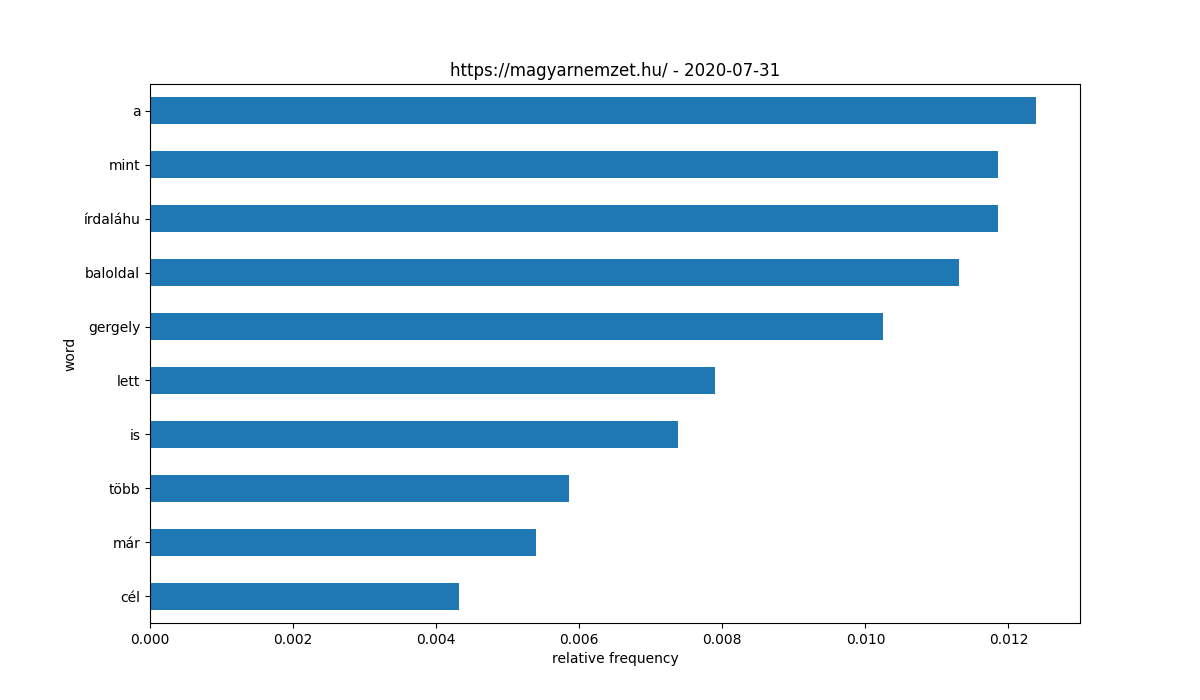 https://magyarnemzet.hu/ - 2020-07-31
a
mint
írdaláhu
baloldal
gergely
lett
is
több
már
cél
word
0.000 0.002 0.004 0.006 0.008 0.010 0.012
relative frequency